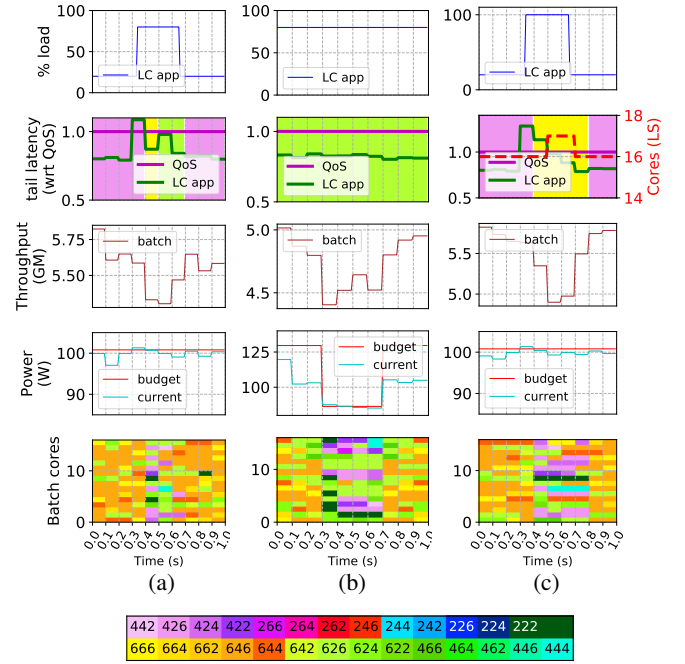 % load
100
50
0
LC app
100
80
60
40
20
0
LC app
100
50
0
LC app
tail latency
(wrt QoS)
1.0
0.5
QoS
LC app
1.0
0.5
QoS
LC app
1.0
0.5
QoS
LC app
18
17
16
15
14
Cores (LS)
Throughput
(GM)
5.75
5.50
batch
5.0
4.5
batch
5.5
5.0
batch
Power
(W)
100
90
budget
current
125
100
budget
current
100
90
budget
current
Batch cores
10
0
10
0
10
0
0.0 0.1 0.2 0.3 0.4 0.5 0.6 0.7 0.8 0.9 1.0
0.0 0.1 0.2 0.3 0.4 0.5 0.6 0.7 0.8 0.9 1.0
0.0 0.1 0.2 0.3 0.4 0.5 0.6 0.7 0.8 0.9 1.0
Time (s)
Time (s)
Time (s)
(a) (b) (c)
442 426 424 422 266 264 262 246 244 242 226 224 222
666 664 662 646 644 642 626 624 622 466 464 462 446 444